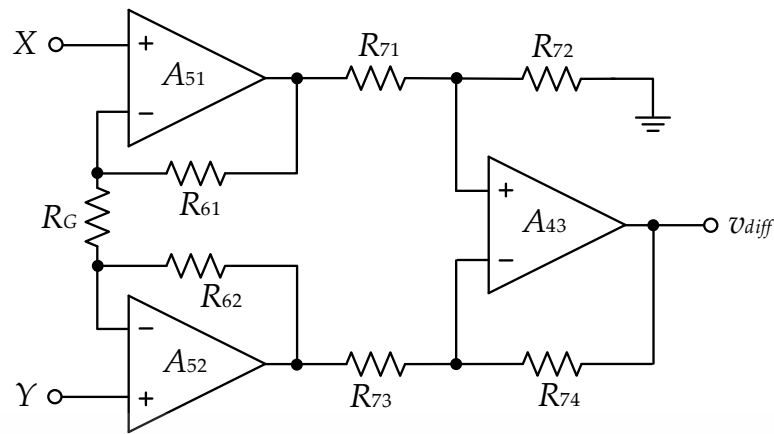 X
+
A51
−
R71
R72
R61
RG
+
A43
−
vdiff
R62
−
A52
+
Y
R73
R74